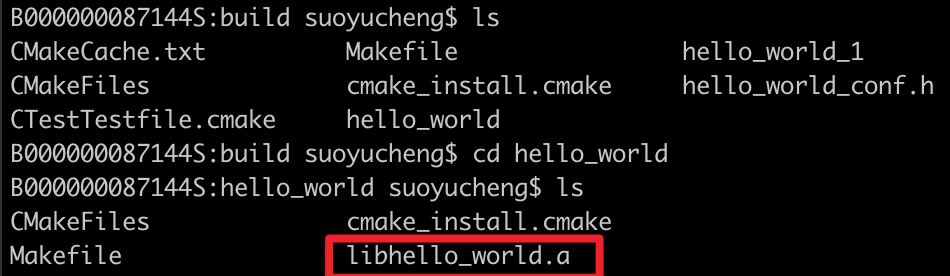 B000000087144S:build suoyucheng$ ls
CMakeCache.txt Makefile hello_world_1
CMakeFiles cmake_install.cmake hello_world_conf.h
CTestTestfile.cmake hello_world
B000000087144S:build suoyucheng$ cd hello_world
B000000087144S:hello_world suoyucheng$ ls
CMakeFiles cmake_install.cmake
Makefile libhello_world.a